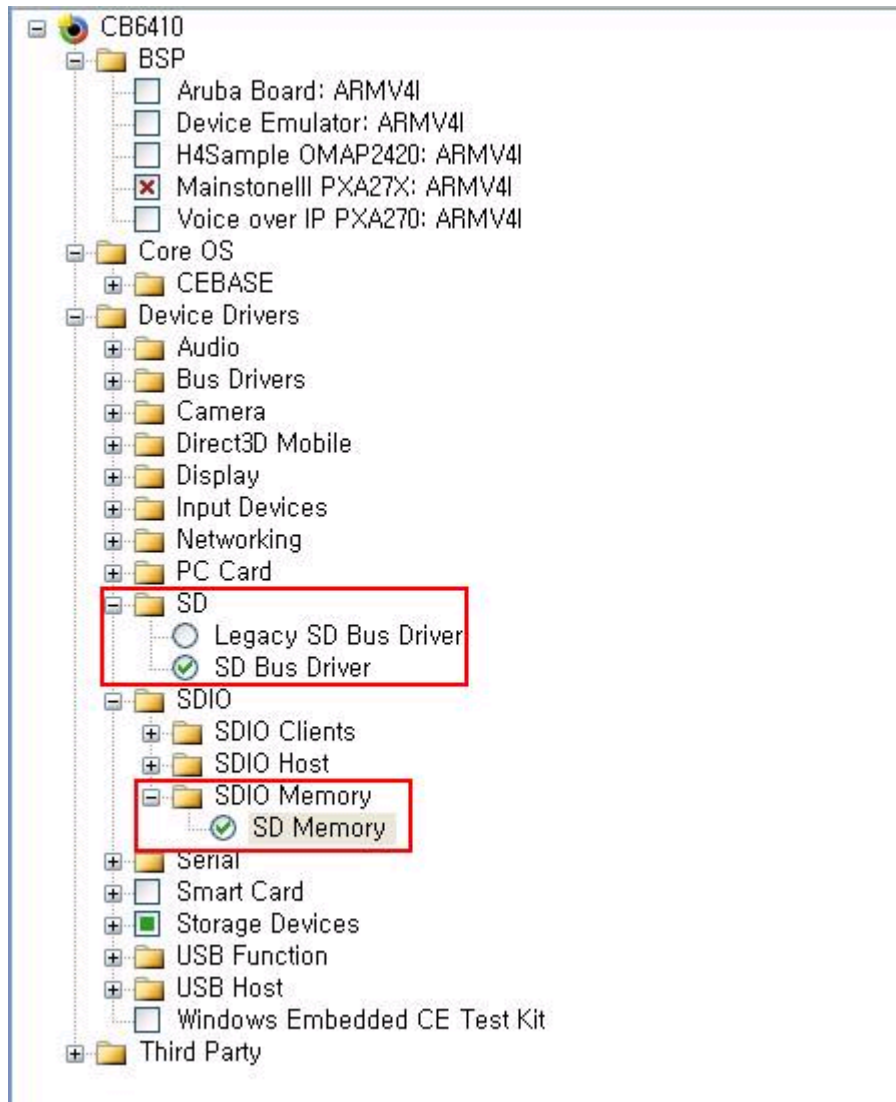 CB6410
BSP
Aruba Board: ARMV4I
Device Emulator: ARMV4I
H4Sample OMAP2420: ARMV4I
MainstoneIII PXA27X: ARMV4I
Voice over IP PXA270: ARMV4I
Core OS
CEBASE
Device Drivers
Audio
Bus Drivers
Camera
Direct3D Mobile
Display
Input Devices
Networking
PC Card
SD
Legacy SD Bus Driver
SD Bus Driver
SDIO
SDIO Clients
SDIO Host
SDIO Memory
SD Memory
Serial
Smart Card
Storage Devices
USB Function
USB Host
Windows Embedded CE Test Kit
Third Party